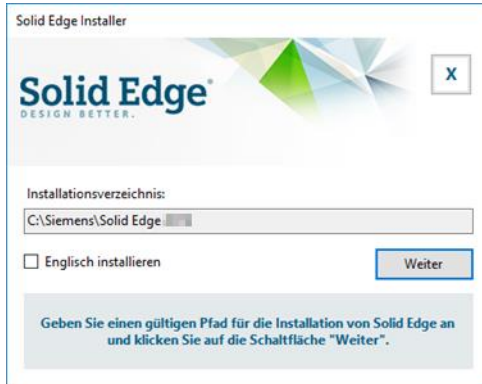 Solid Edge Installer
Solid Edge®
DESIGN BETTER.
X
Installationsverzeichnis:
C:\Siemens\Solid Edge
Englisch installieren
Weiter
Geben Sie einen gültigen Pfad für die Installation von Solid Edge an
und klicken Sie auf die Schaltfläche "Weiter".